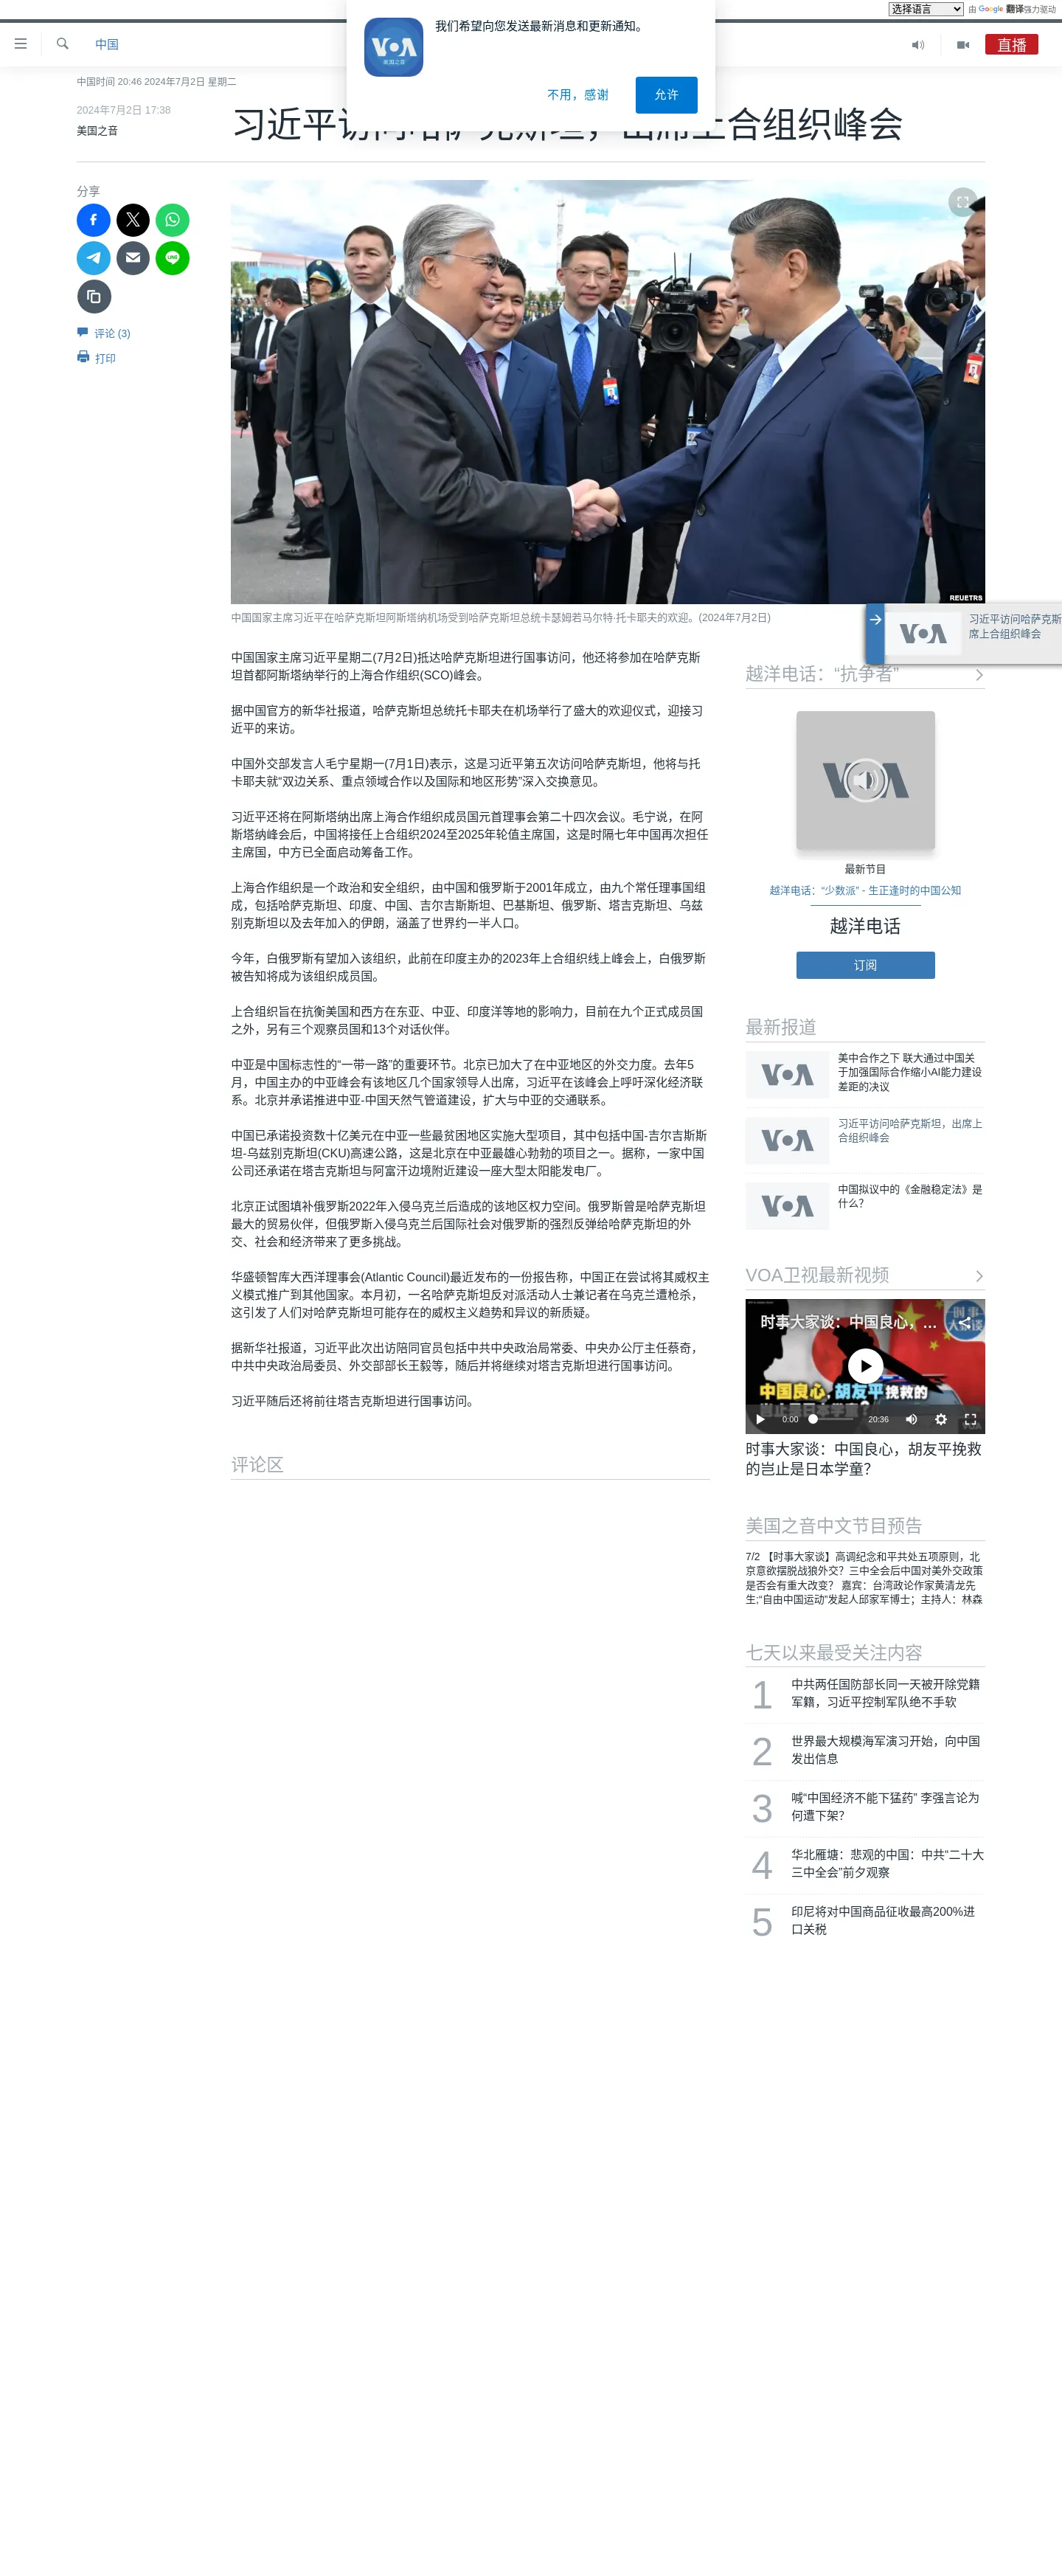 选择语言
由 Google 翻译强力驱动
我们希望向您发送最新消息和更新通知。
VOA
美国之音
不用，感谢
允许
中国
直播
中国时间 20:46 2024年7月2日 星期二
2024年7月2日 17:38
美国之音
习近平访问哈萨克斯坦，出席上合组织峰会
分享
评论 (3)
打印
REUETRS
中国国家主席习近平在哈萨克斯坦阿斯塔纳机场受到哈萨克斯坦总统卡瑟姆若马尔特·托卡耶夫的欢迎。(2024年7月2日)
VOA
习近平访问哈萨克斯
席上合组织峰会
中国国家主席习近平星期二(7月2日)抵达哈萨克斯坦进行国事访问，他还将参加在哈萨克斯
坦首都阿斯塔纳举行的上海合作组织(SCO)峰会。
据中国官方的新华社报道，哈萨克斯坦总统托卡耶夫在机场举行了盛大的欢迎仪式，迎接习
近平的来访。
中国外交部发言人毛宁星期一(7月1日)表示，这是习近平第五次访问哈萨克斯坦，他将与托
卡耶夫就“双边关系、重点领域合作以及国际和地区形势”深入交换意见。
习近平还将在阿斯塔纳出席上海合作组织成员国元首理事会第二十四次会议。毛宁说，在阿
斯塔纳峰会后，中国将接任上合组织2024至2025年轮值主席国，这是时隔七年中国再次担任
主席国，中方已全面启动筹备工作。
上海合作组织是一个政治和安全组织，由中国和俄罗斯于2001年成立，由九个常任理事国组
成，包括哈萨克斯坦、印度、中国、吉尔吉斯斯坦、巴基斯坦、俄罗斯、塔吉克斯坦、乌兹
别克斯坦以及去年加入的伊朗，涵盖了世界约一半人口。
今年，白俄罗斯有望加入该组织，此前在印度主办的2023年上合组织线上峰会上，白俄罗斯
被告知将成为该组织成员国。
上合组织旨在抗衡美国和西方在东亚、中亚、印度洋等地的影响力，目前在九个正式成员国
之外，另有三个观察员国和13个对话伙伴。
中亚是中国标志性的“一带一路”的重要环节。北京已加大了在中亚地区的外交力度。去年5
月，中国主办的中亚峰会有该地区几个国家领导人出席，习近平在该峰会上呼吁深化经济联
系。北京并承诺推进中亚-中国天然气管道建设，扩大与中亚的交通联系。
中国已承诺投资数十亿美元在中亚一些最贫困地区实施大型项目，其中包括中国-吉尔吉斯斯
坦-乌兹别克斯坦(CKU)高速公路，这是北京在中亚最雄心勃勃的项目之一。据称，一家中国
公司还承诺在塔吉克斯坦与阿富汗边境附近建设一座大型太阳能发电厂。
北京正试图填补俄罗斯2022年入侵乌克兰后造成的该地区权力空间。俄罗斯曾是哈萨克斯坦
最大的贸易伙伴，但俄罗斯入侵乌克兰后国际社会对俄罗斯的强烈反弹给哈萨克斯坦的外
交、社会和经济带来了更多挑战。
华盛顿智库大西洋理事会(Atlantic Council)最近发布的一份报告称，中国正在尝试将其威权主
义模式推广到其他国家。本月初，一名哈萨克斯坦反对派活动人士兼记者在乌克兰遭枪杀，
这引发了人们对哈萨克斯坦可能存在的威权主义趋势和异议的新质疑。
据新华社报道，习近平此次出访陪同官员包括中共中央政治局常委、中央办公厅主任蔡奇，
中共中央政治局委员、外交部部长王毅等，随后并将继续对塔吉克斯坦进行国事访问。
习近平随后还将前往塔吉克斯坦进行国事访问。
评论区
越洋电话：“抗争者”
VOA
最新节目
越洋电话：“少数派” - 生正逢时的中国公知
越洋电话
订阅
最新报道
VOA
美中合作之下 联大通过中国关
于加强国际合作缩小AI能力建设
差距的决议
VOA
习近平访问哈萨克斯坦，出席上
合组织峰会
VOA
中国拟议中的《金融稳定法》是
什么？
VOA卫视最新视频
时事大家谈：中国良心，…
时事
大家谈
中国良心，胡友平挽救的
岂止是日本学童？
0:00
20:36
时事大家谈：中国良心，胡友平挽救
的岂止是日本学童？
美国之音中文节目预告
7/2 【时事大家谈】高调纪念和平共处五项原则，北
京意欲摆脱战狼外交？三中全会后中国对美外交政策
是否会有重大改变？ 嘉宾：台湾政论作家黄清龙先
生;“自由中国运动”发起人邱家军博士；主持人：林森
七天以来最受关注内容
1
中共两任国防部长同一天被开除党籍
军籍，习近平控制军队绝不手软
2
世界最大规模海军演习开始，向中国
发出信息
3
喊“中国经济不能下猛药” 李强言论为
何遭下架？
4
华北雁塘：悲观的中国：中共“二十大
三中全会”前夕观察
5
印尼将对中国商品征收最高200%进
口关税